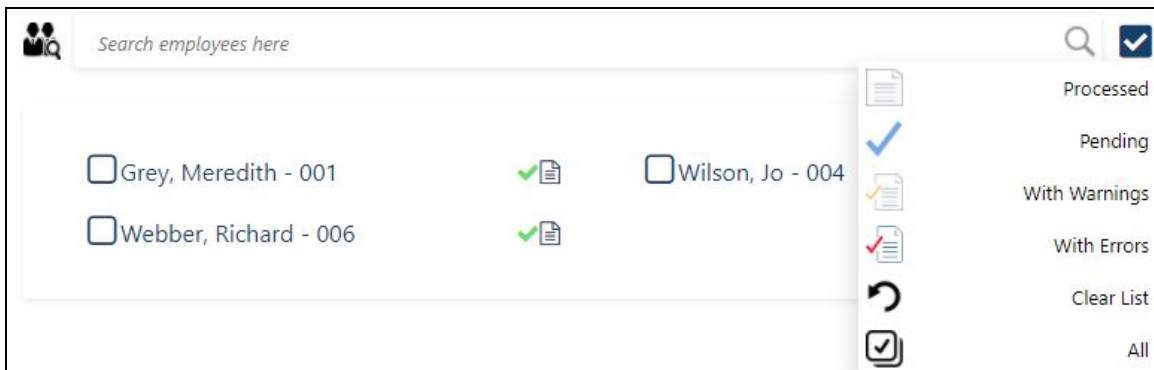 Search employees here
Processed
Pending
Grey, Meredith - 001
Wilson, Jo - 004
With Warnings
Webber, Richard - 006
With Errors
Clear List
All